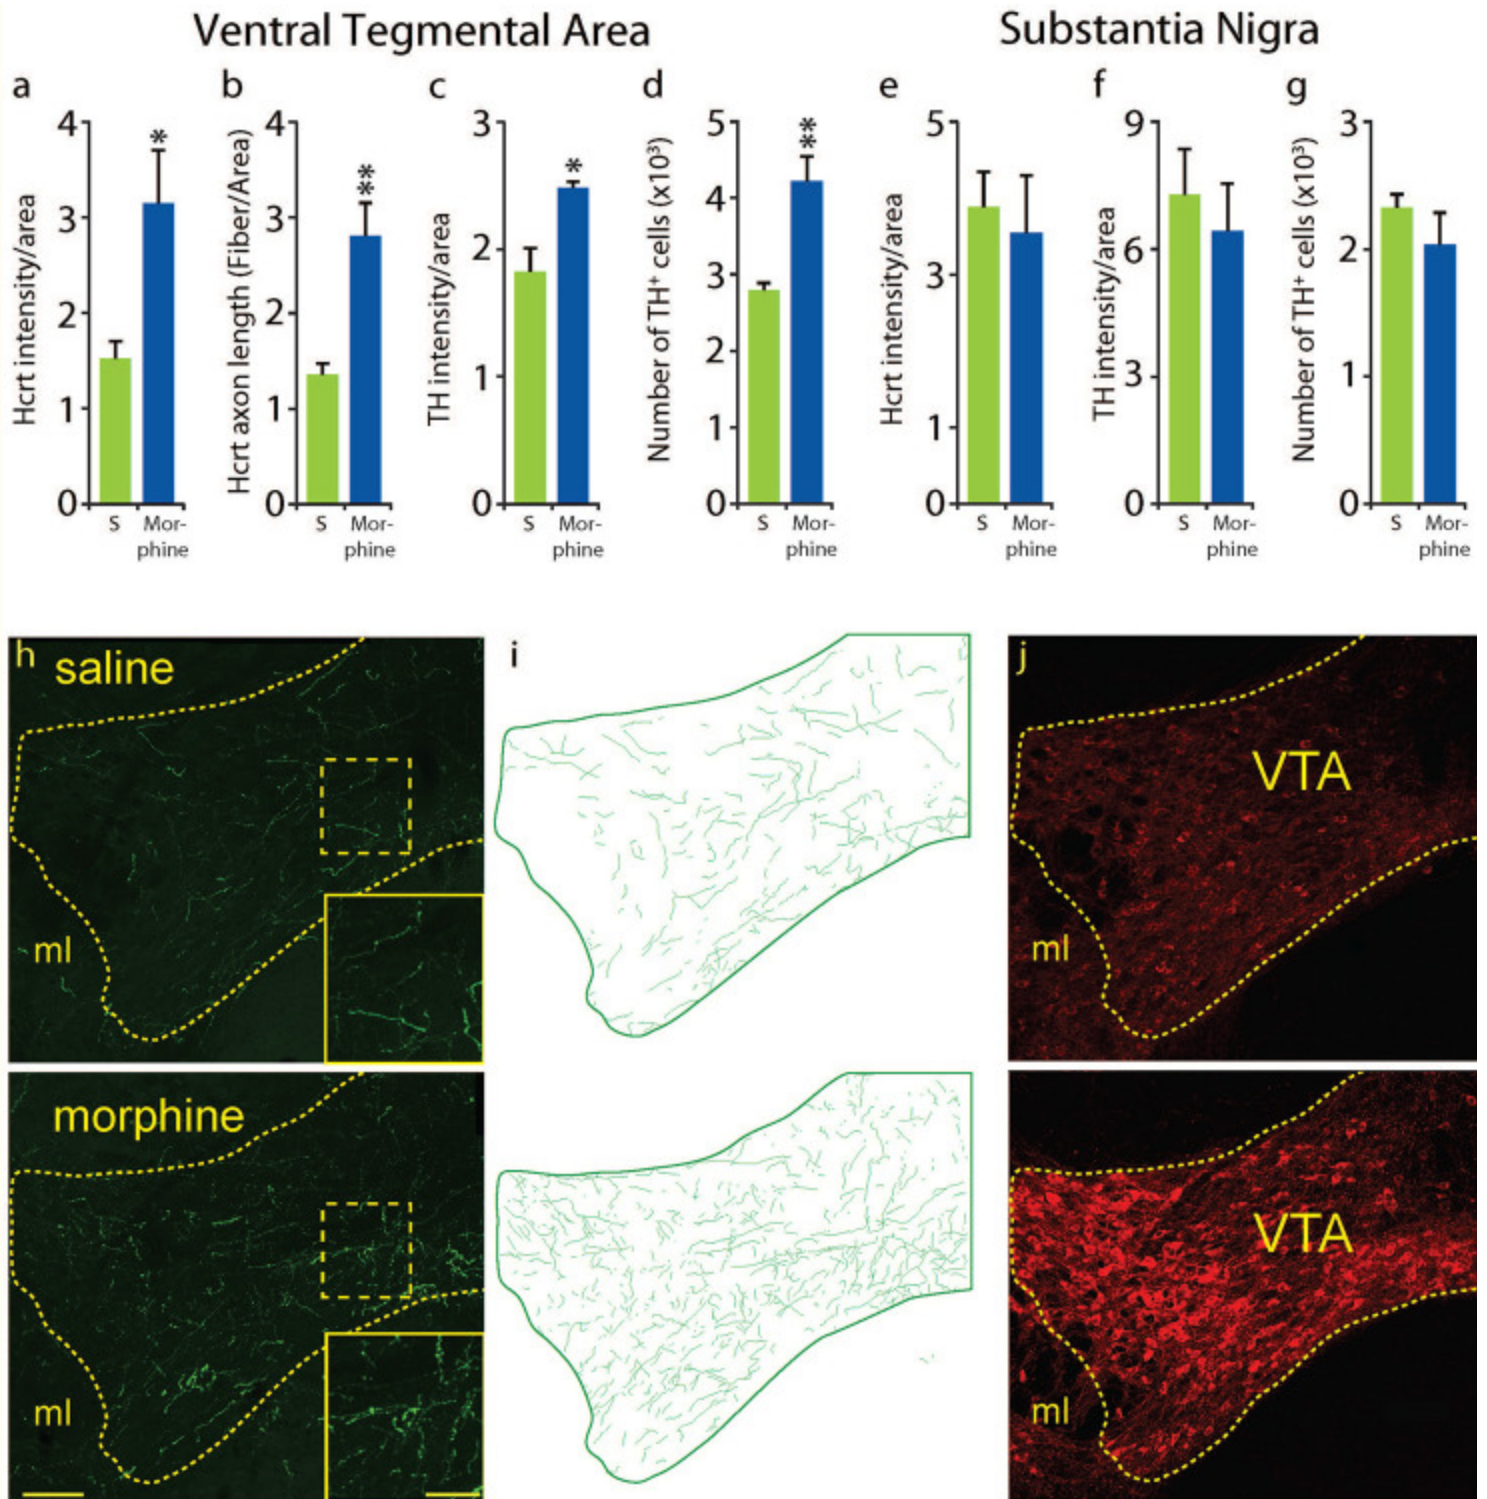 Ventral Tegmental Area
Substantia Nigra
a
b
c
d
e
f
g
Hcrt intensity/area
4
3
2
1
0
*
S
Mor-
phine
Hcrt axon length (Fiber/Area)
4
3
2
1
0
**
S
Mor-
phine
TH intensity/area
3
2
1
0
*
S
Mor-
phine
Number of TH⁺ cells (x10³)
5
4
3
2
1
0
**
S
Mor-
phine
Hcrt intensity/area
5
3
1
0
S
Mor-
phine
TH intensity/area
9
6
3
0
S
Mor-
phine
Number of TH⁺ cells (x10³)
3
2
1
0
S
Mor-
phine
h
saline
ml
i
j
VTA
ml
morphine
ml
VTA
ml